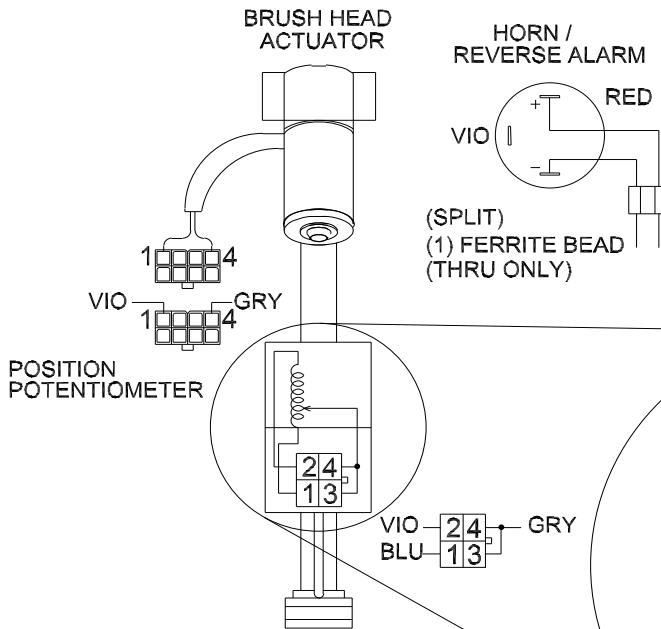 BRUSH HEAD
ACTUATOR
HORN /
REVERSE ALARM
RED
+
VIO
-
(SPLIT)
(1) FERRITE BEAD
(THRU ONLY)
1 4
VIO GRY
1 4
POSITION
POTENTIOMETER
2 4
1 3
VIO 2 4 GRY
BLU 1 3